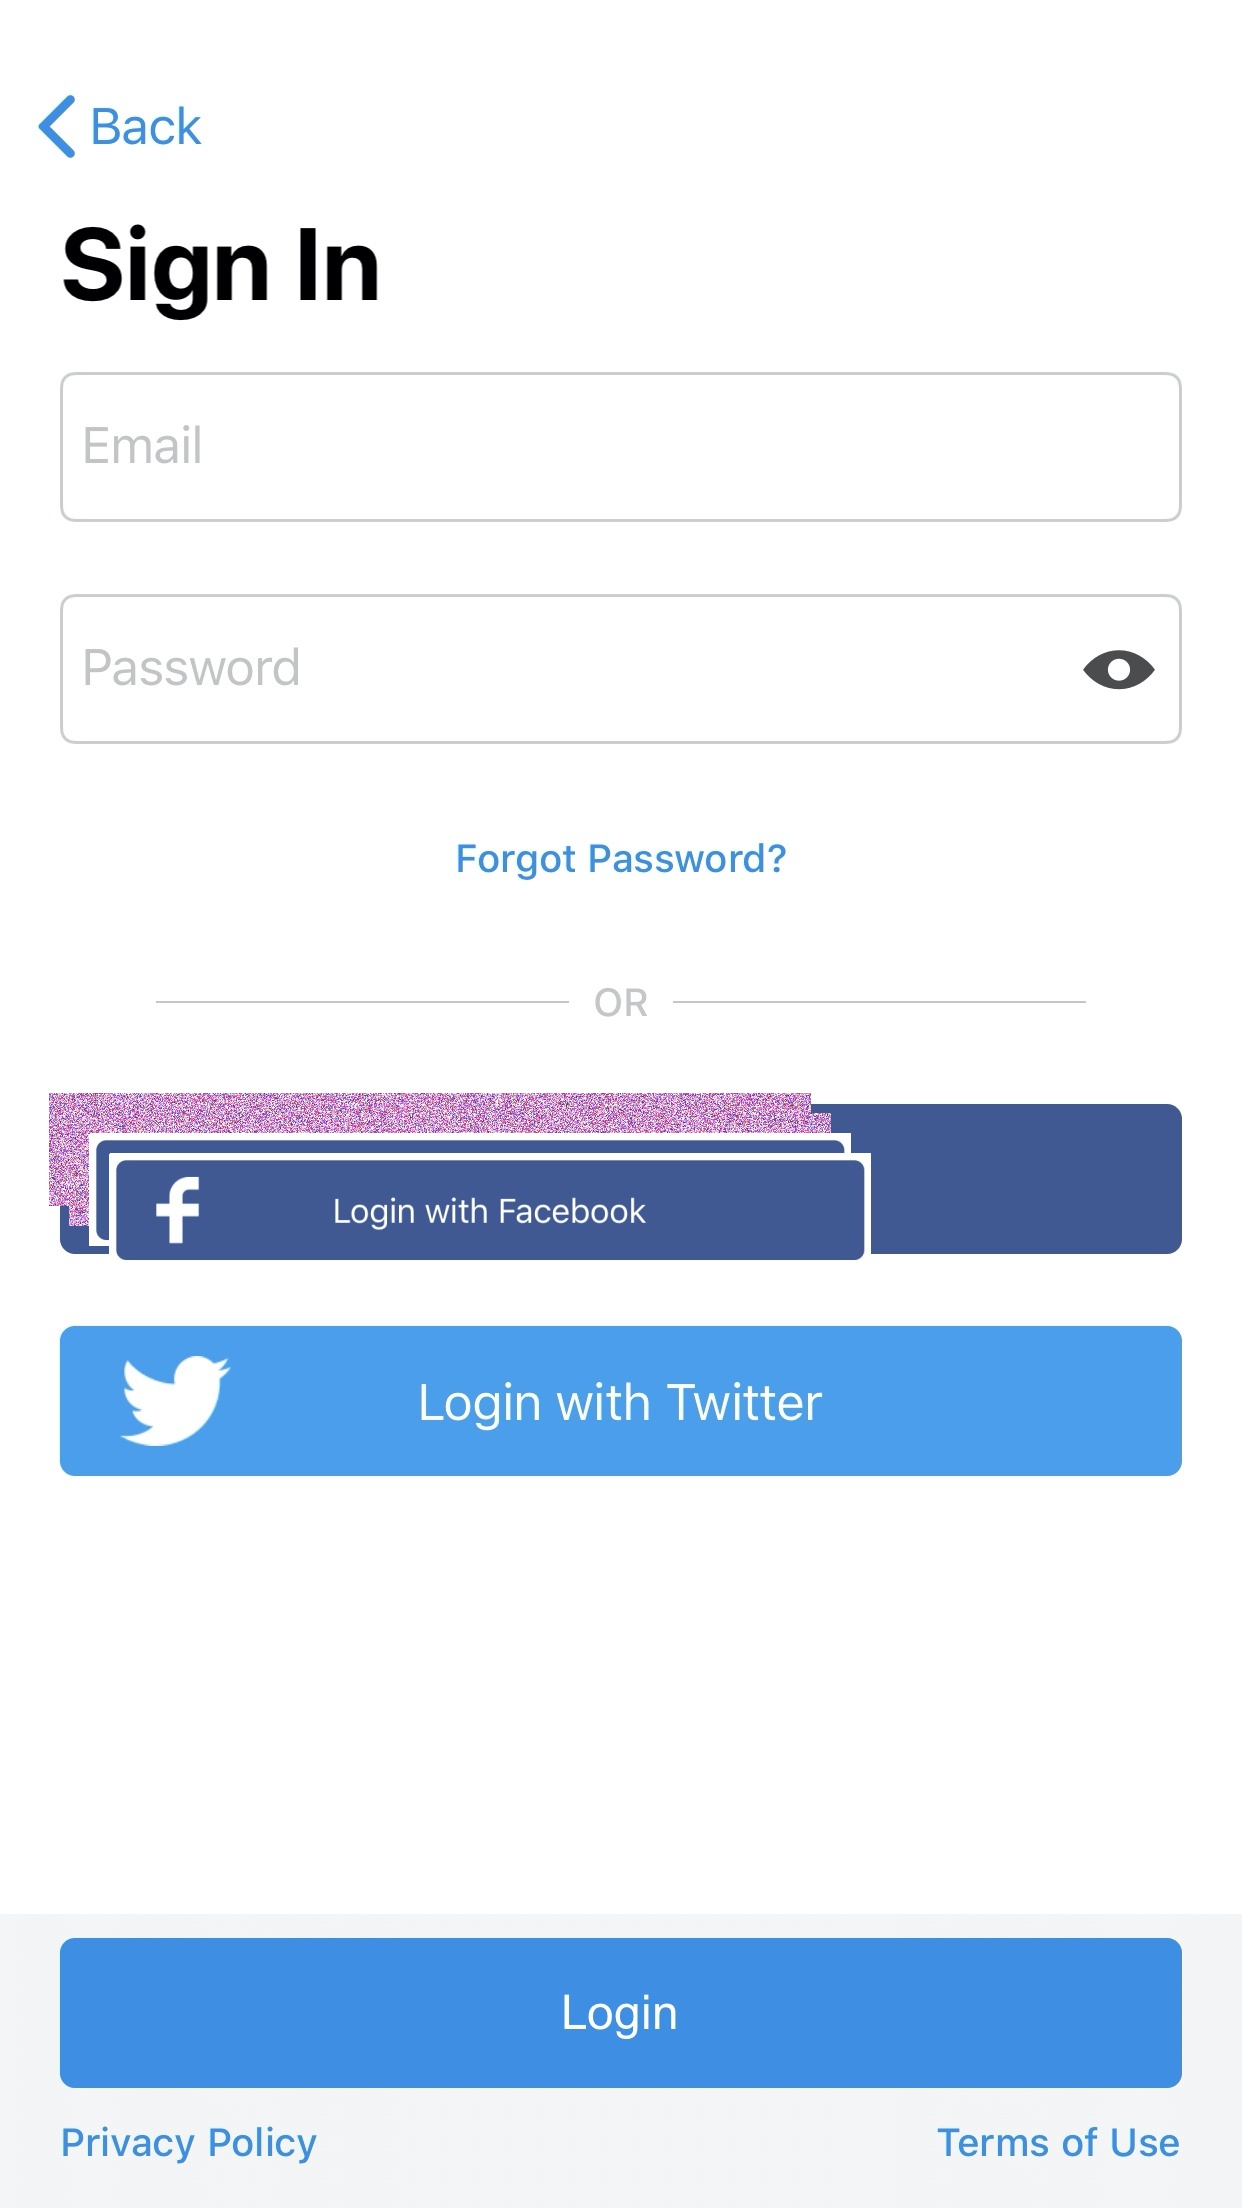 Back
Sign In
Email
Password
Forgot Password?
OR
Login with Facebook
Login with Twitter
Login
Privacy Policy
Terms of Use